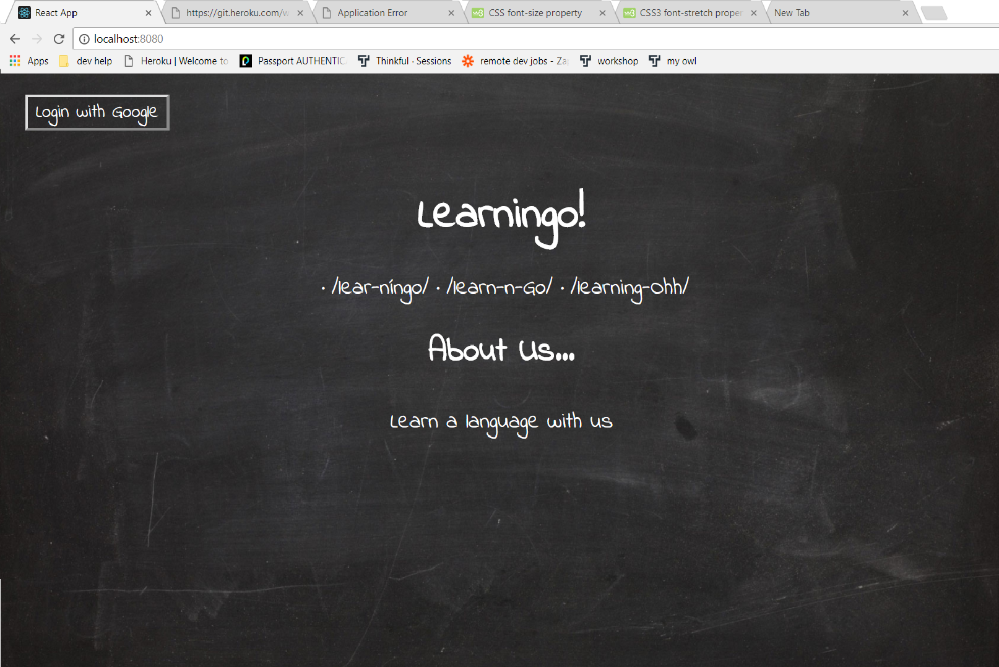 React App
https://git.heroku.com/w
Application Error
CSS font-size property
CSS3 font-stretch proper
New Tab
localhost:8080
Apps
dev help
Heroku | Welcome to
Passport AUTHENTIC
Thinkful · Sessions
remote dev jobs - Za
workshop
my owl
Login with Google
Learningo!
· /lear-níngo/ · /learn-n-Go/ · /learning-Ohh/
About Us...
Learn a language with us